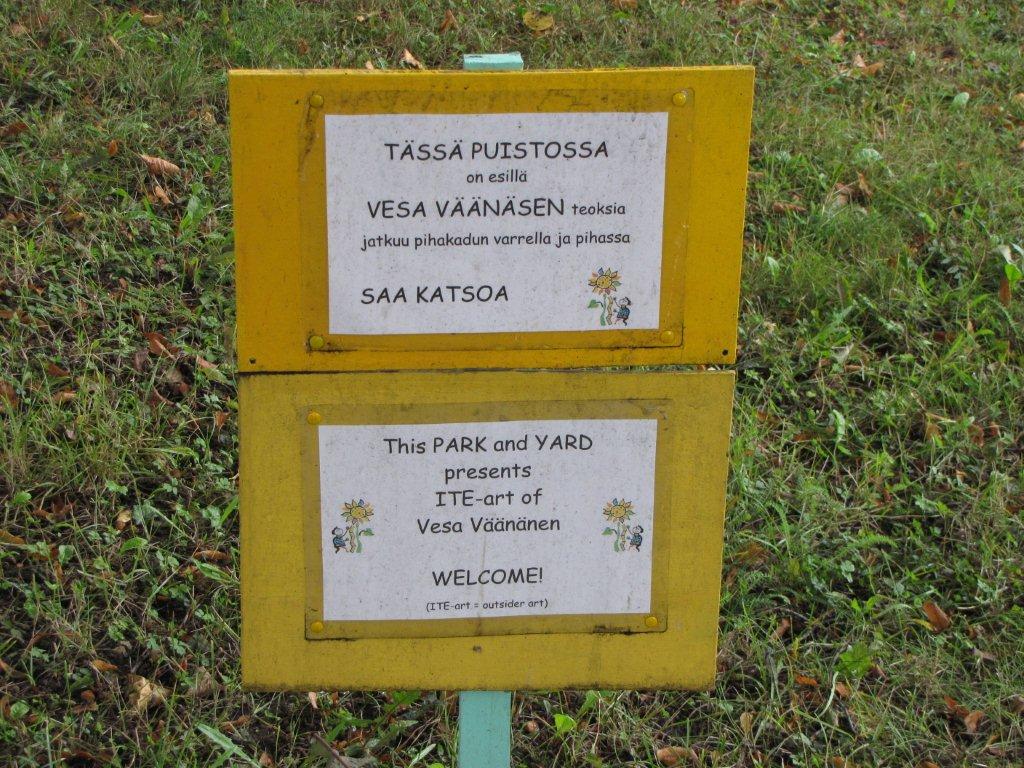 TÄSSÄ PUISTOSSA
on esillä
VESA VÄÄNÄSEN teoksia
jatkuu pihakadun varrella ja pihassa
SAA KATSOA
This PARK and YARD
presents
ITE-art of
Vesa Väänänen
WELCOME!
(ITE-art = outsider art)